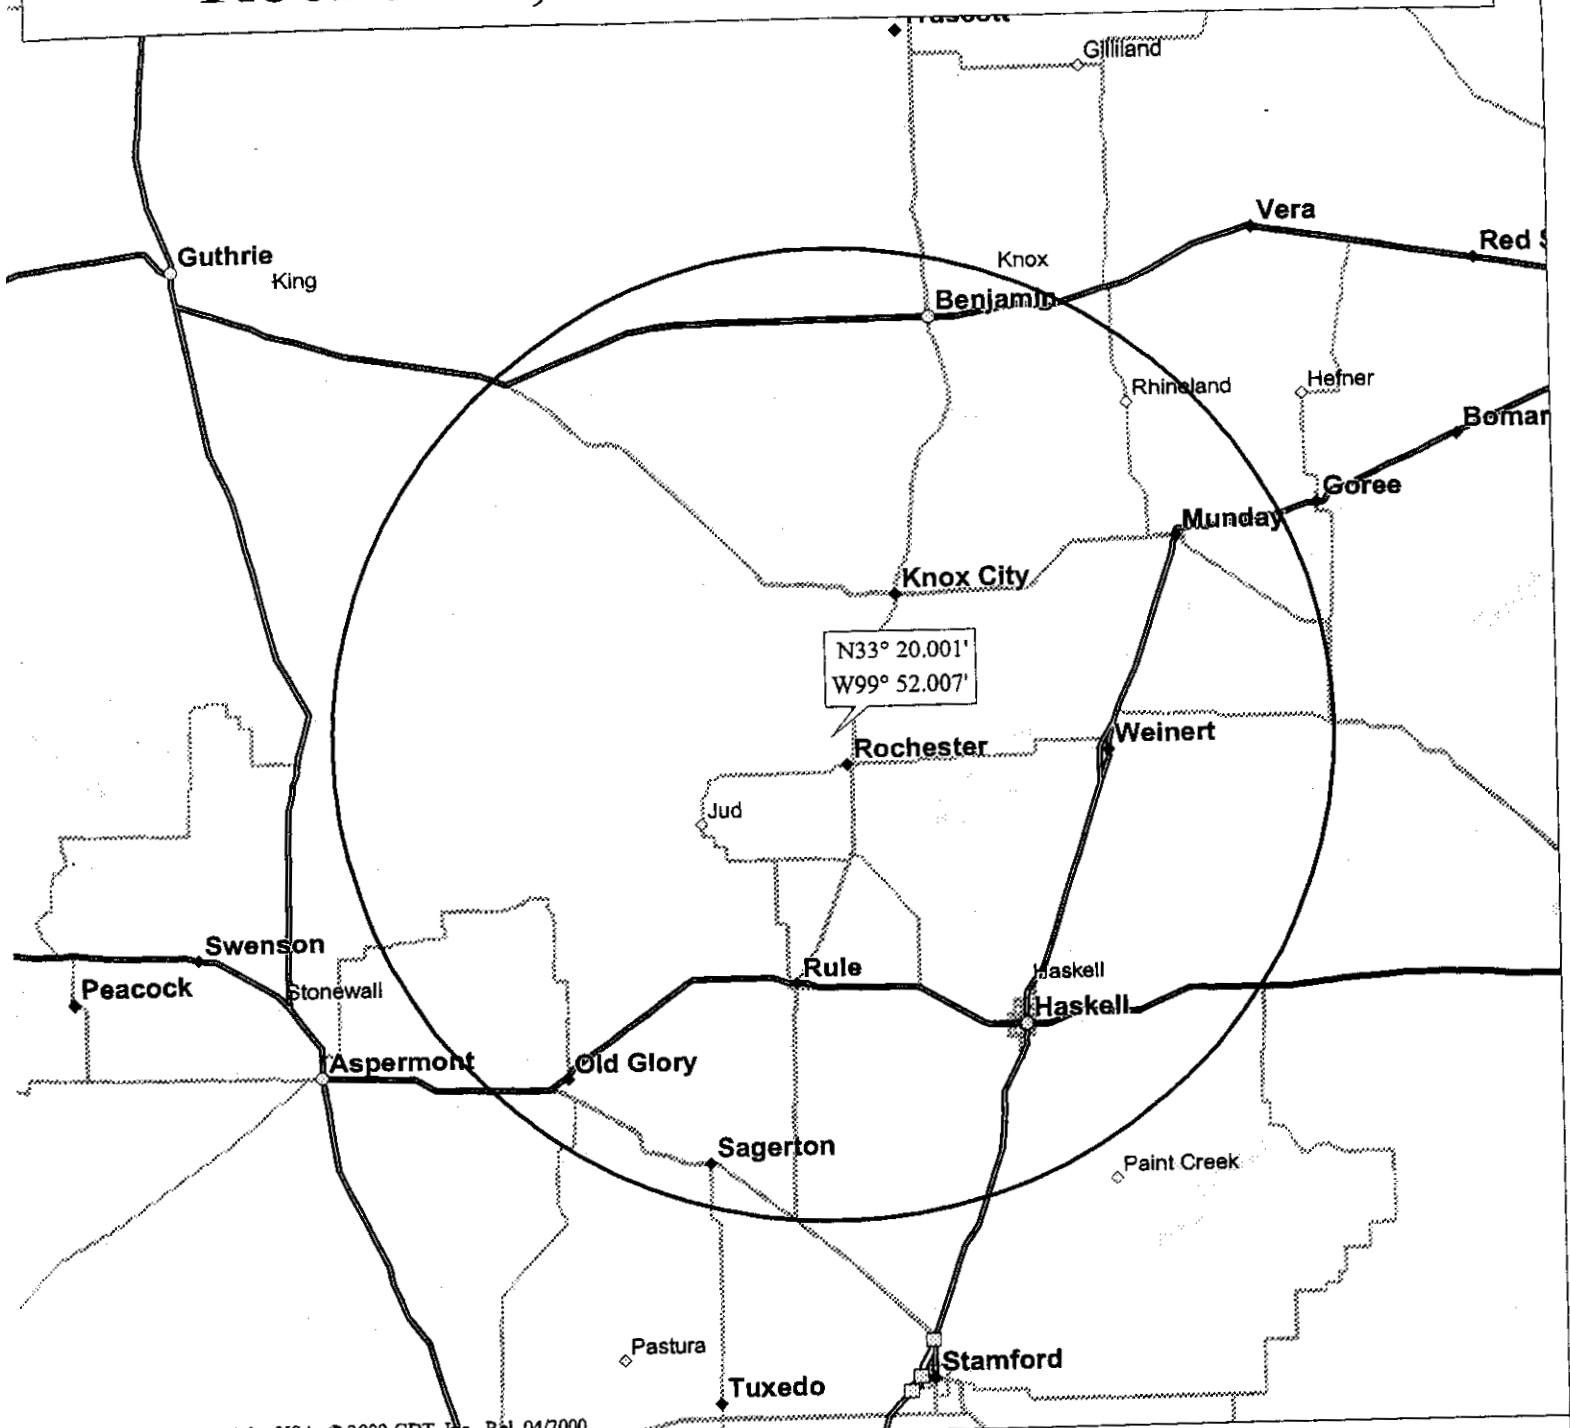 Truscott
Gilliland
Vera
Red S
Guthrie
King
Knox
Benjamin
Rhineland
Hefner
Bomar
Goree
Munday
Knox City
N33° 20.001'
W99° 52.007'
Weinert
Rochester
Jud
Swenson
Rule
Haskell
Peacock
Stonewall
Haskell
Aspermont
Old Glory
Sagerton
Paint Creek
Pastura
Stamford
Tuxedo